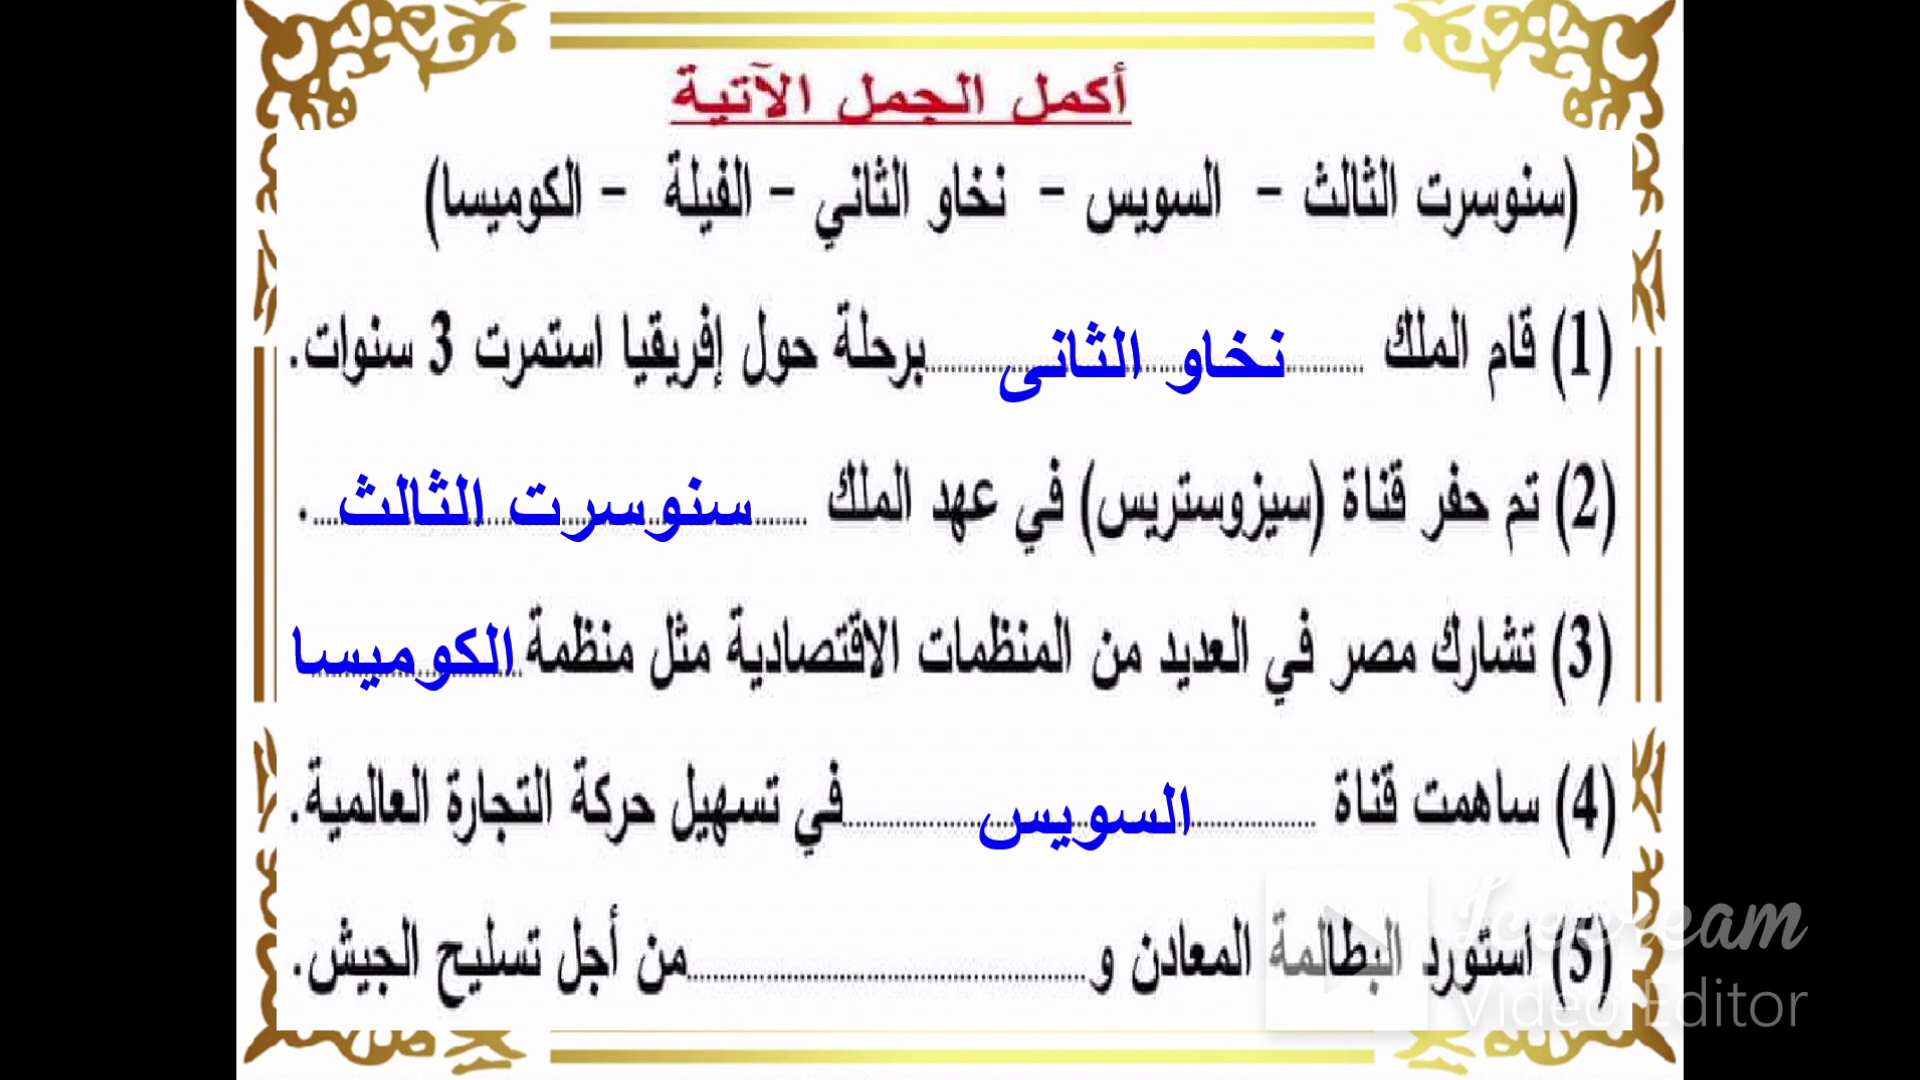 أكمل الجمل الآتية
(سنوسرت الثالث - السويس - نخاو الثاني - الفيلة - الكوميسا)
(1) قام الملك ........ نخاو الثانى ........ برحلة حول إفريقيا استمرت 3 سنوات.
(2) تم حفر قناة (سيزوستريس) في عهد الملك ........ سنوسرت الثالث ........ .
(3) تشارك مصر في العديد من المنظمات الاقتصادية مثل منظمة الكوميسا
(4) ساهمت قناة ........ السويس ........ في تسهيل حركة التجارة العالمية.
(5) استورد البطالمة المعادن و................ من أجل تسليح الجيش.
Icecream
Video Editor